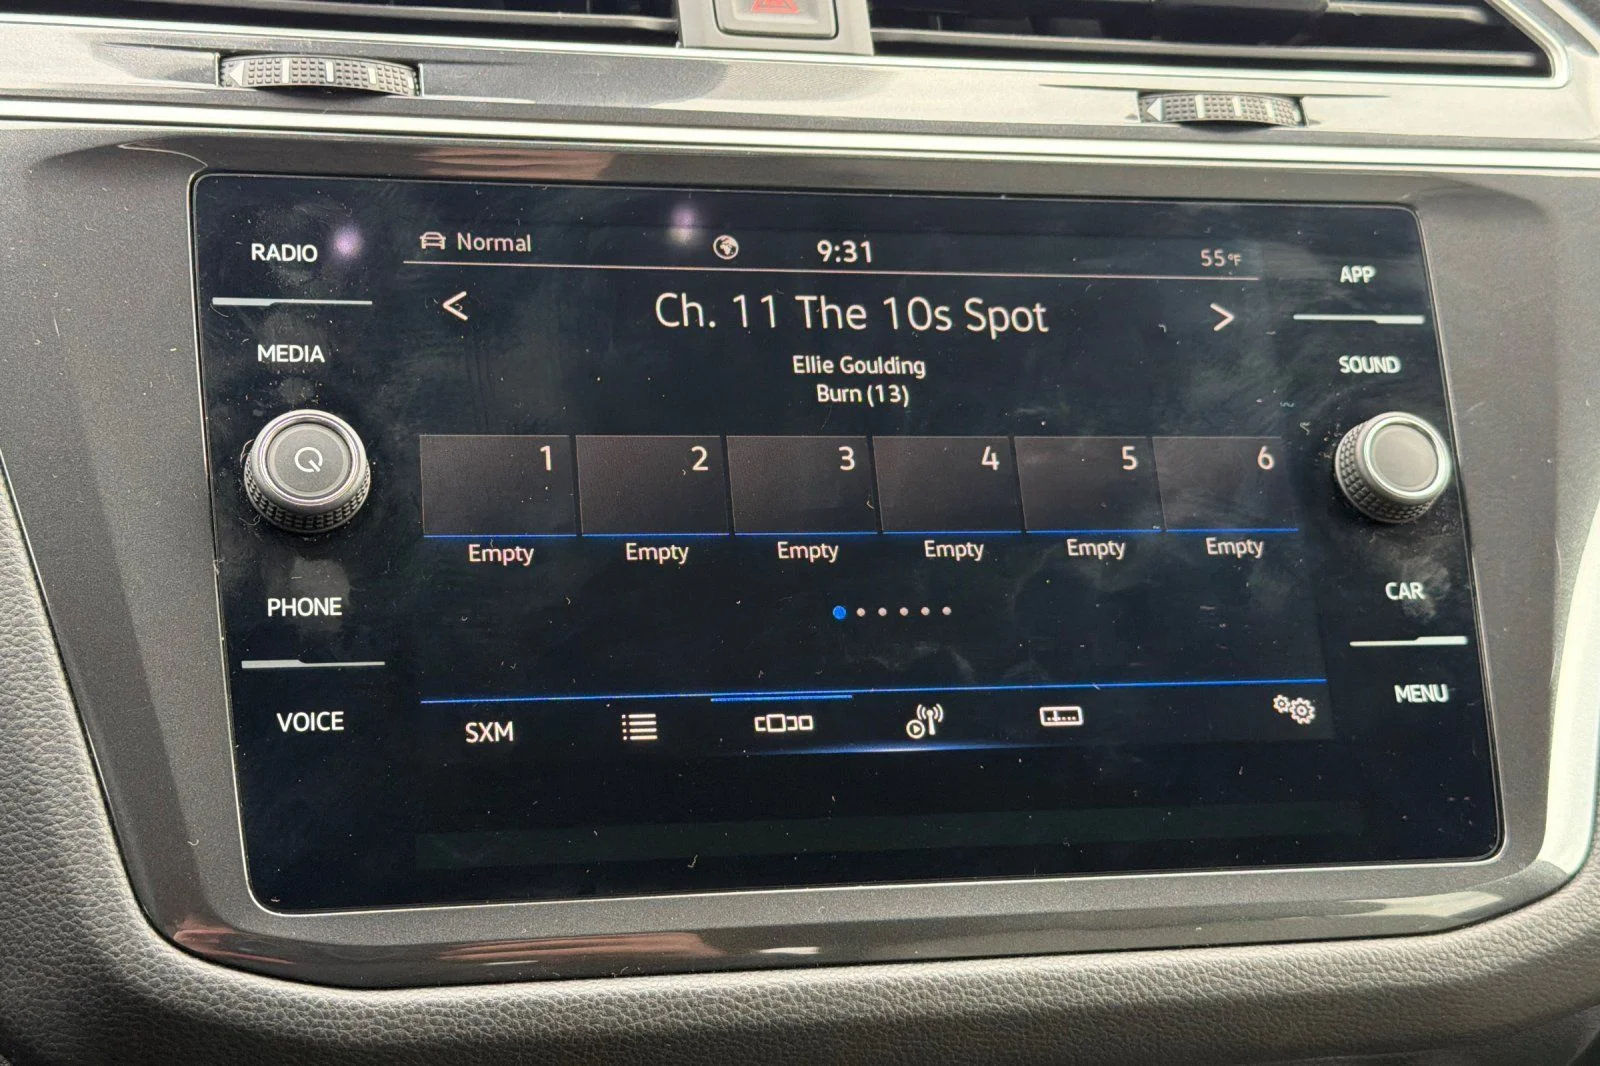 RADIO
MEDIA
PHONE
VOICE
Normal
9:31
55°F
< Ch. 11 The 10s Spot >
Ellie Goulding
Burn (13)
1 2 3 4 5 6
Empty Empty Empty Empty Empty Empty
SXM
APP
SOUND
CAR
MENU